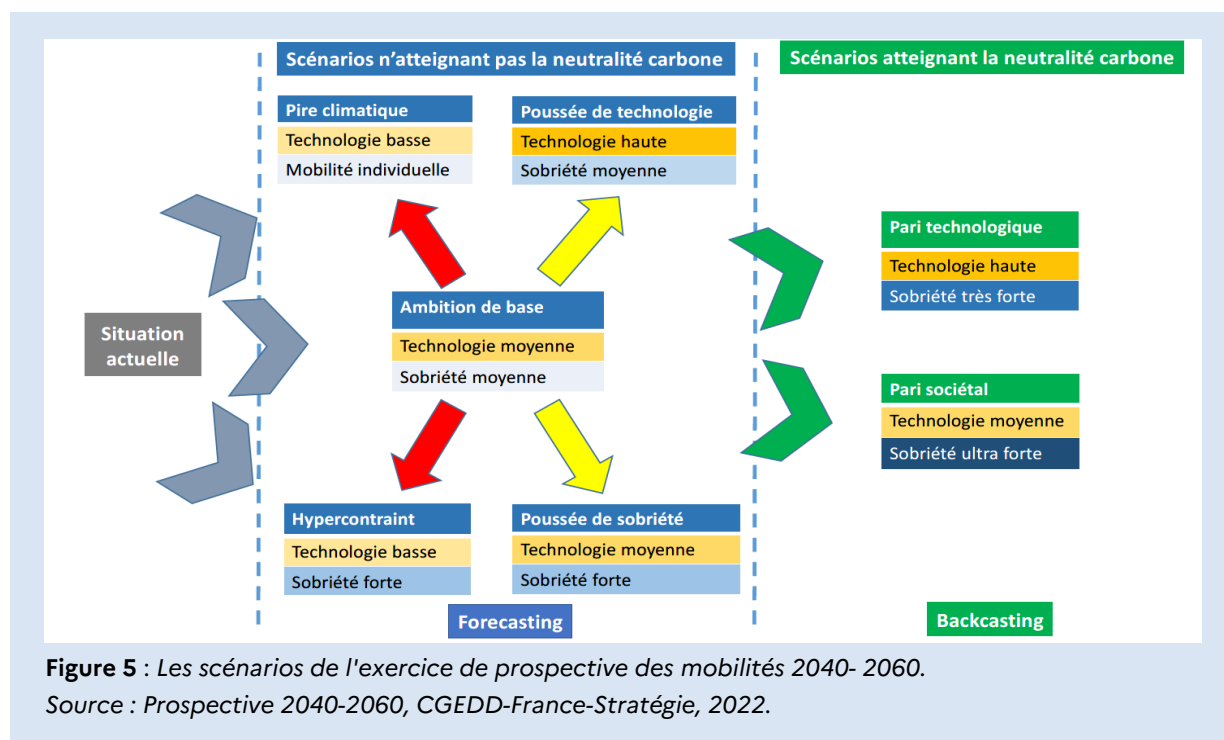 Scénarios n'atteignant pas la neutralité carbone
Scénarios atteignant la neutralité carbone
Pire climatique
Technologie basse
Mobilité individuelle
Poussée de technologie
Technologie haute
Sobriété moyenne
Situation
actuelle
Ambition de base
Technologie moyenne
Sobriété moyenne
Pari technologique
Technologie haute
Sobriété très forte
Pari sociétal
Technologie moyenne
Sobriété ultra forte
Hypercontraint
Technologie basse
Sobriété forte
Poussée de sobriété
Technologie moyenne
Sobriété forte
Forecasting
Backcasting
Figure 5 : Les scénarios de l'exercice de prospective des mobilités 2040- 2060.
Source : Prospective 2040-2060, CGEDD-France-Stratégie, 2022.